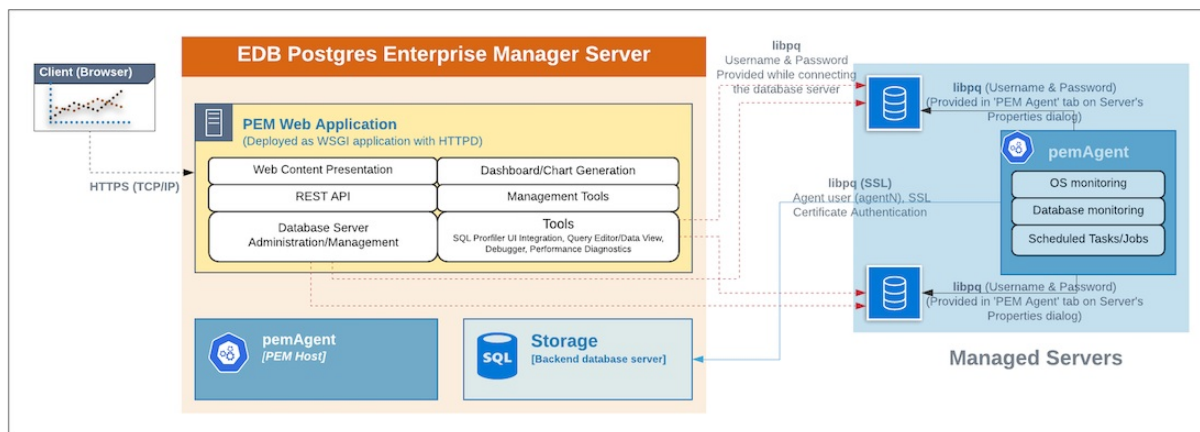 EDB Postgres Enterprise Manager Server
Client (Browser)
HTTPS (TCP/IP)
PEM Web Application
(Deployed as WSGI application with HTTPD)
Web Content Presentation
Dashboard/Chart Generation
REST API
Management Tools
Database Server
Administration/Management
Tools
SQL Profiler UI Integration, Query Editor/Data View,
Debugger, Performance Diagnostics
pemAgent
[PEM Host]
SQL
Storage
[Backend database server]
libpq
Username & Password
Provided while connecting
the database server
libpq (SSL)
Agent user (agentN), SSL
Certificate Authentication
libpq (Username & Password)
(Provided in 'PEM Agent' tab on Server's
Properties dialog)
pemAgent
OS monitoring
Database monitoring
Scheduled Tasks/Jobs
libpq (Username & Password)
(Provided in 'PEM Agent' tab on Server's
Properties dialog)
Managed Servers